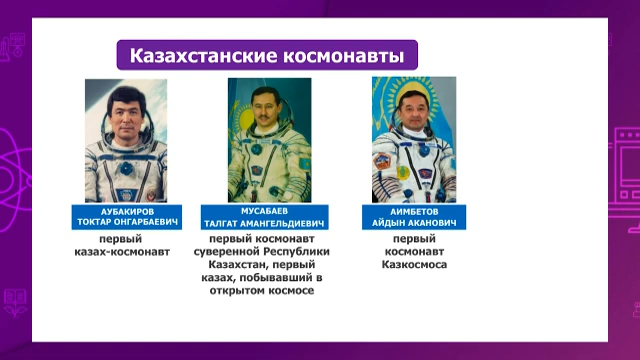 Казахстанские космонавты
АУБАКИРОВ
ТОКТАР ОНГАРБАЕВИЧ
первый
казах-космонавт
МУСАБАЕВ
ТАЛГАТ АМАНГЕЛЬДИЕВИЧ
первый космонавт
суверенной Республики
Казахстан, первый
казах, побывавший в
открытом космосе
АИМБЕТОВ
АЙДЫН АКАНОВИЧ
первый
космонавт
Казкосмоса